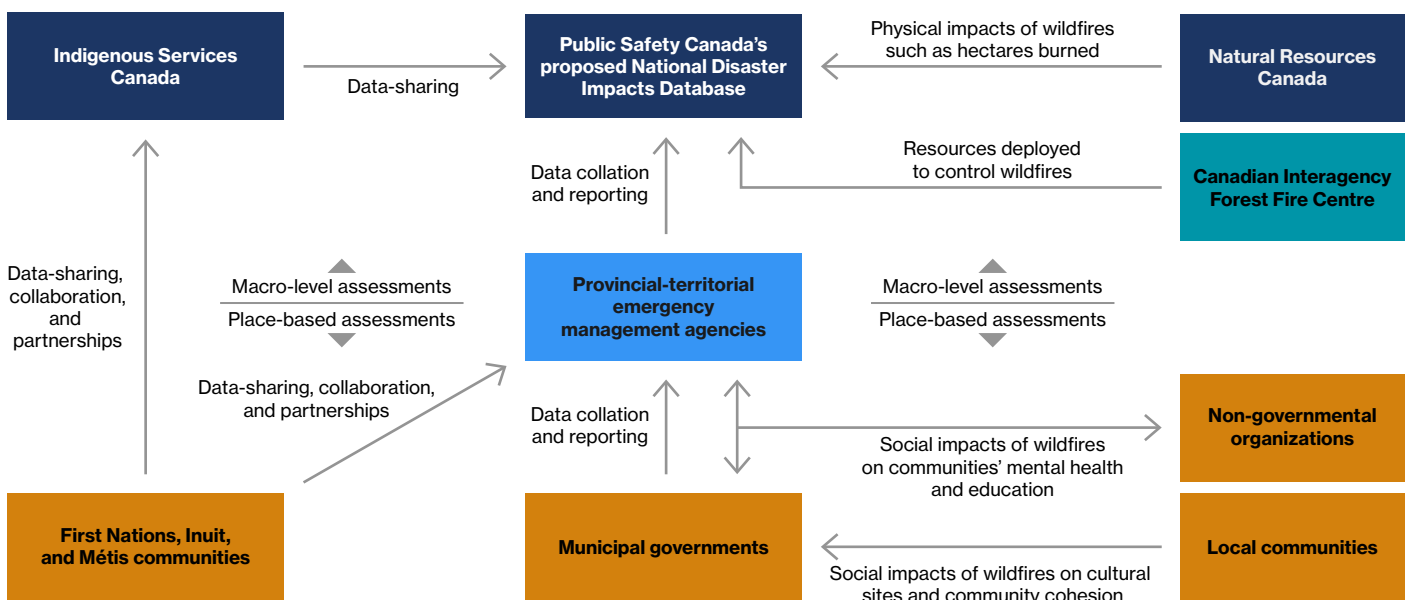 Indigenous Services
Canada
Data-sharing
Public Safety Canada’s
proposed National Disaster
Impacts Database
Physical impacts of wildfires
such as hectares burned
Natural Resources
Canada
Resources deployed
to control wildfires
Canadian Interagency
Forest Fire Centre
Data collation
and reporting
Data-sharing,
collaboration,
and
partnerships
Macro-level assessments
Place-based assessments
Provincial-territorial
emergency
management agencies
Macro-level assessments
Place-based assessments
Data-sharing, collaboration,
and partnerships
Data collation
and reporting
Social impacts of wildfires
on communities’ mental health
and education
Non-governmental
organizations
First Nations, Inuit,
and Métis communities
Municipal governments
Social impacts of wildfires on cultural
sites and community cohesion
Local communities